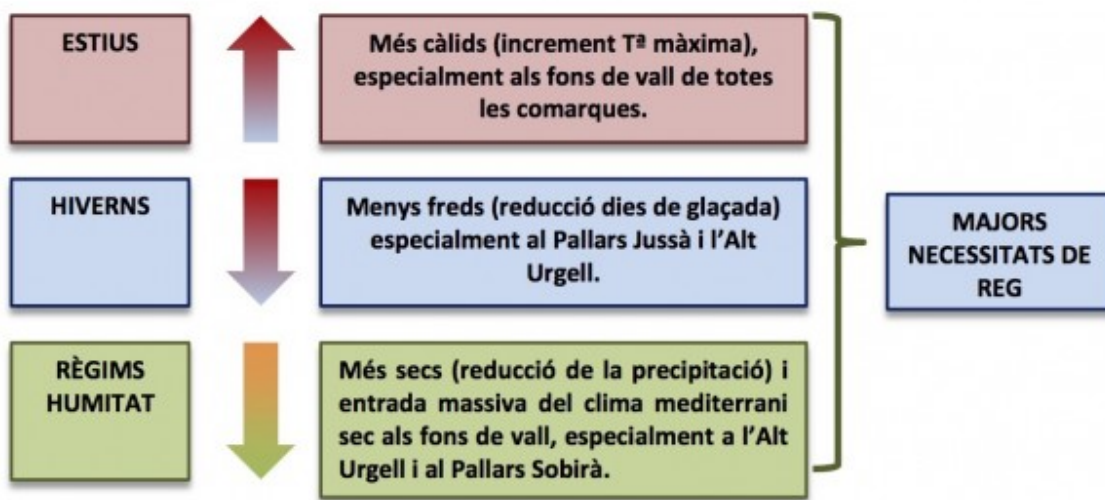 ESTIUS
Més càlids (increment Tª màxima),
especialment als fons de vall de totes
les comarques.
HIVERNS
Menys freds (reducció dies de glaçada)
especialment al Pallars Jussà i l’Alt
Urgell.
RÈGIMS
HUMITAT
Més secs (reducció de la precipitació) i
entrada massiva del clima mediterrani
sec als fons de vall, especialment a l’Alt
Urgell i al Pallars Sobirà.
MAJORS
NECESSITATS DE
REG